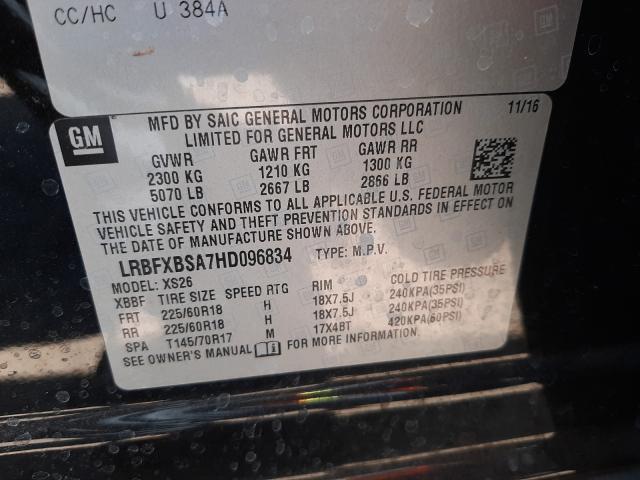 CC/HC U 384A
GM
MFD BY SAIC GENERAL MOTORS CORPORATION 11/16
LIMITED FOR GENERAL MOTORS LLC
GVWR GAWR FRT GAWR RR
2300 KG 1210 KG 1300 KG
5070 LB 2667 LB 2866 LB
THIS VEHICLE CONFORMS TO ALL APPLICABLE U.S. FEDERAL MOTOR
VEHICLE SAFETY AND THEFT PREVENTION STANDARDS IN EFFECT ON
THE DATE OF MANUFACTURE SHOWN ABOVE.
LRBFXBSA7HD096834 TYPE: M.P.V.
MODEL: XS26
XBBF TIRE SIZE SPEED RTG RIM COLD TIRE PRESSURE
FRT 225/60R18 H 18X7.5J 240KPA(35PSI)
RR 225/60R18 H 18X7.5J 240KPA(35PSI)
SPA T145/70R17 M 17X4BT 420KPA(60PSI)
SEE OWNER'S MANUAL FOR MORE INFORMATION.